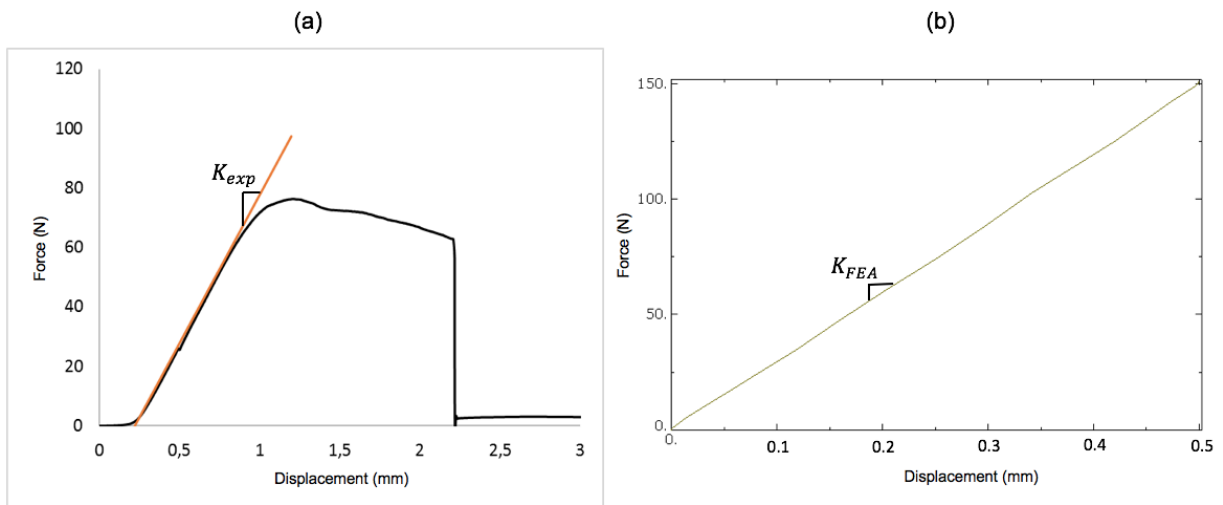 (a)
120
100
80
60
40
20
0
Force (N)
K_exp
0 0,5 1 1,5 2 2,5 3
Displacement (mm)
(b)
150.
100.
50.
0.
Force (N)
K_FEA
0. 0.1 0.2 0.3 0.4 0.5
Displacement (mm)